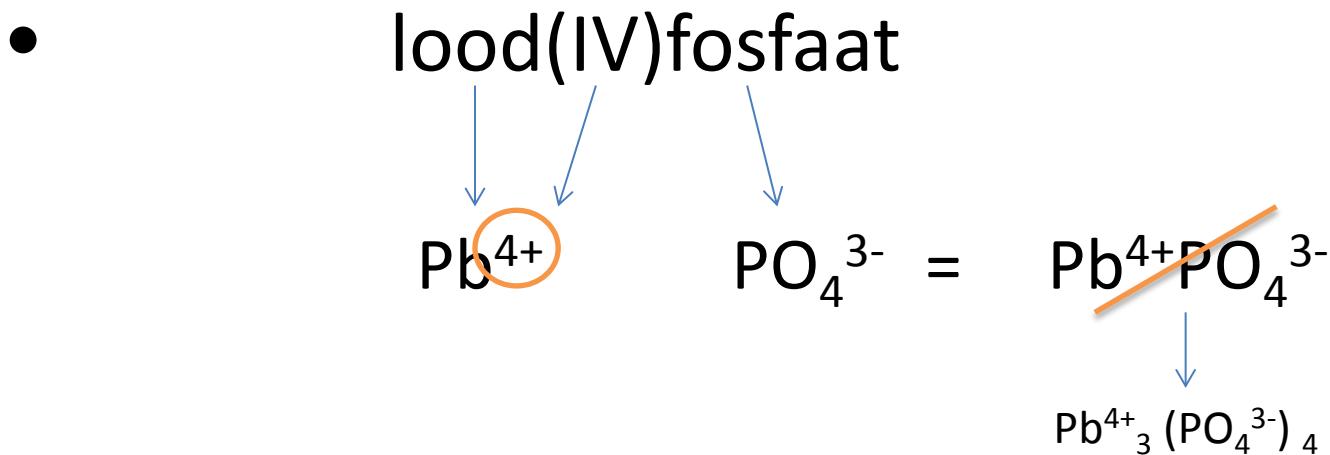 • lood(IV)fosfaat
Pb⁴⁺ PO₄³⁻ = Pb⁴⁺PO₄³⁻
Pb⁴⁺₃ (PO₄³⁻) ₄